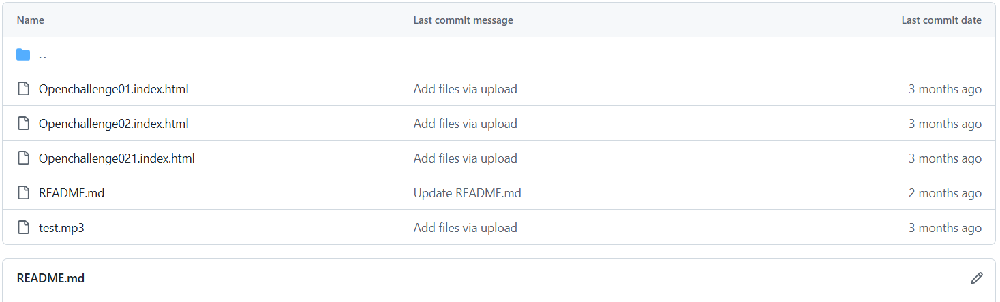 Name Last commit message Last commit date
..
Openchallenge01.index.html Add files via upload 3 months ago
Openchallenge02.index.html Add files via upload 3 months ago
Openchallenge021.index.html Add files via upload 3 months ago
README.md Update README.md 2 months ago
test.mp3 Add files via upload 3 months ago
README.md